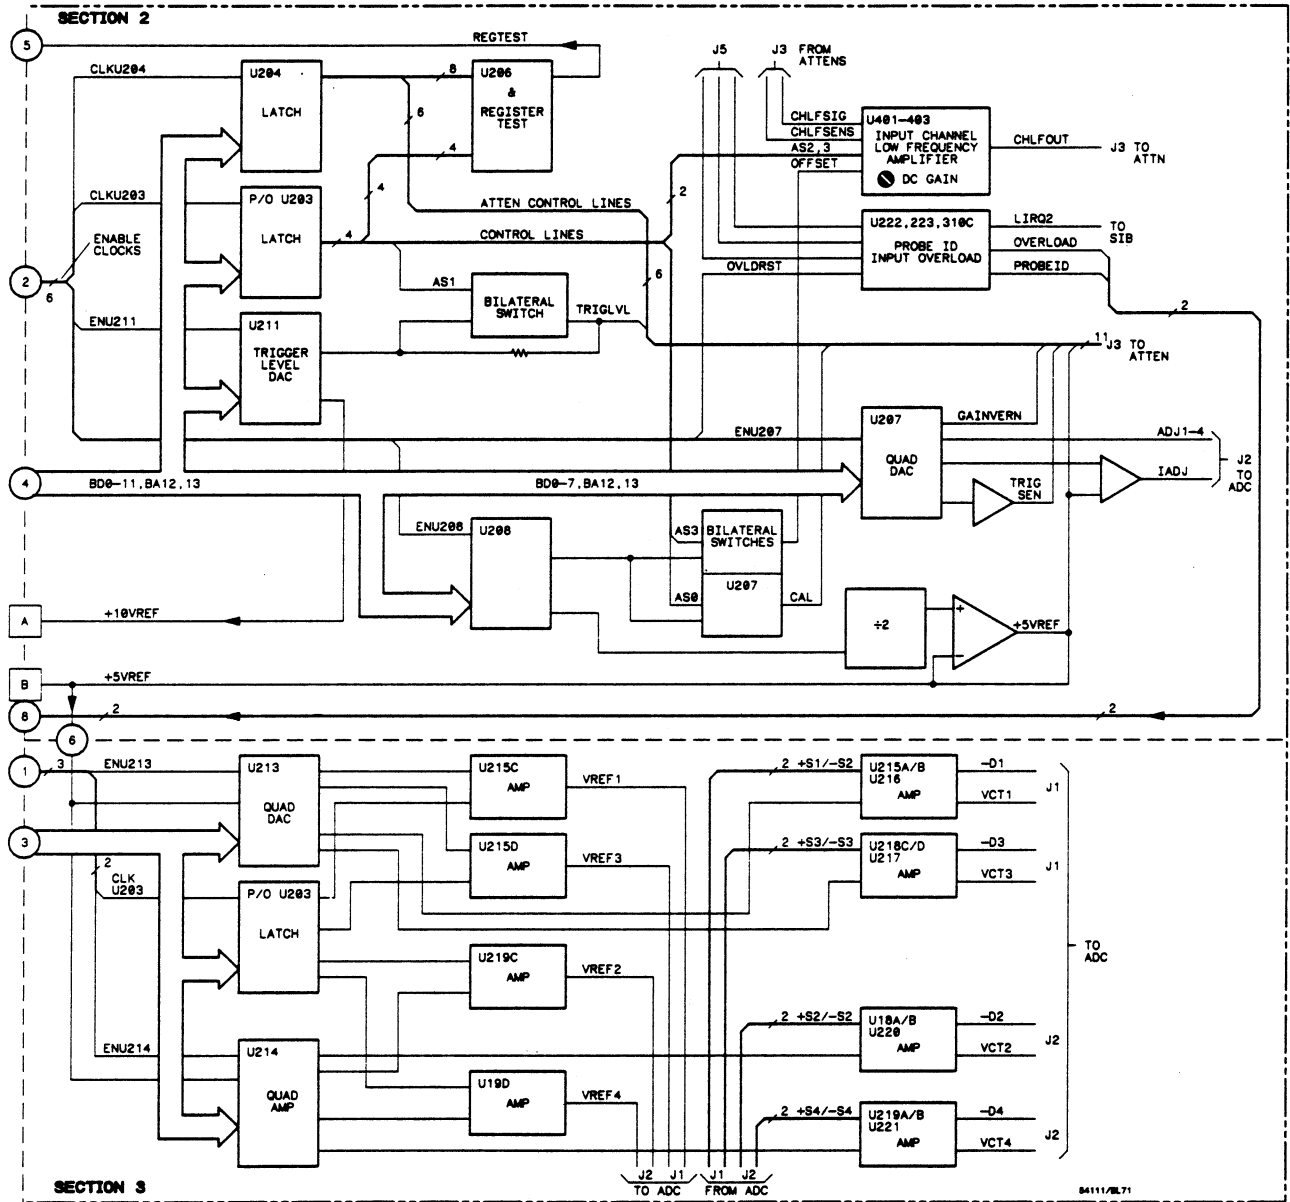 SECTION 2
5
REGTEST
J5
J3 FROM
ATTENS
CLKU204
U204
LATCH
8
U206
&
REGISTER
TEST
6
4
CHLFSIG
CHLFSENS
AS2,3
OFFSET
U401-403
INPUT CHANNEL
LOW FREQUENCY
AMPLIFIER
DC GAIN
CHLFOUT
J3 TO
ATTN
CLKU203
P/O U203
LATCH
4
4
2
ATTEN CONTROL LINES
CONTROL LINES
ENABLE
CLOCKS
2
6
U222,223,310C
PROBE ID
INPUT OVERLOAD
LIRQ2
OVERLOAD
PROBEID
TO
SIB
OVLDRST
6
2
AS1
BILATERAL
SWITCH
TRIGLVL
ENU211
U211
TRIGGER
LEVEL
DAC
11
J3 TO
ATTEN
ENU207
U207
QUAD
DAC
GAINVERN
ADJ1-4
IADJ
J2
TO
ADC
TRIG
SEN
4
BD0-11,BA12,13
BD0-7,BA12,13
ENU208
U208
AS3
BILATERAL
SWITCHES
U207
AS0
CAL
÷2
+
−
+5VREF
A
+10VREF
B
+5VREF
8
2
2
6
1
3
ENU213
U213
QUAD
DAC
U215C
AMP
VREF1
2 +S1/-S2
U215A/B
U216
AMP
-D1
VCT1
J1
3
2
CLK
U203
U215D
AMP
VREF3
2 +S3/-S3
U218C/D
U217
AMP
-D3
VCT3
J1
P/O U203
LATCH
TO
ADC
U219C
AMP
VREF2
2 +S2/-S2
U18A/B
U220
AMP
-D2
VCT2
J2
ENU214
U214
QUAD
AMP
U19D
AMP
VREF4
2 +S4/-S4
U219A/B
U221
AMP
-D4
VCT4
J2
J2 J1
TO ADC
J1 J2
FROM ADC
SECTION 3
54111/BL71